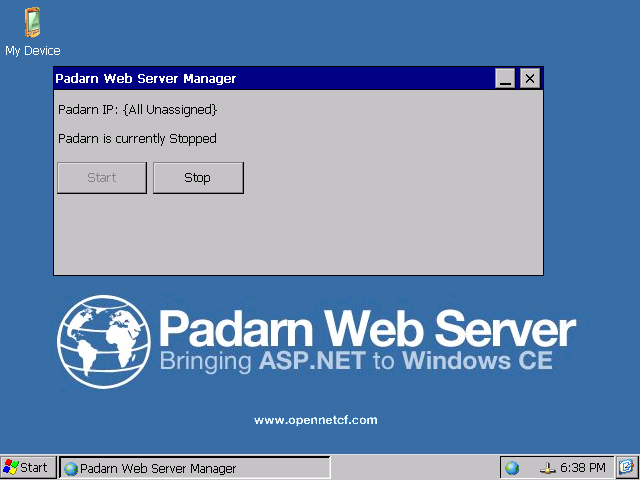 My Device
Padarn Web Server Manager
Padarn IP: {All Unassigned}
Padarn is currently Stopped
Start
Stop
Padarn Web Server
Bringing ASP.NET to Windows CE
www.opennetcf.com
Start
Padarn Web Server Manager
6:38 PM